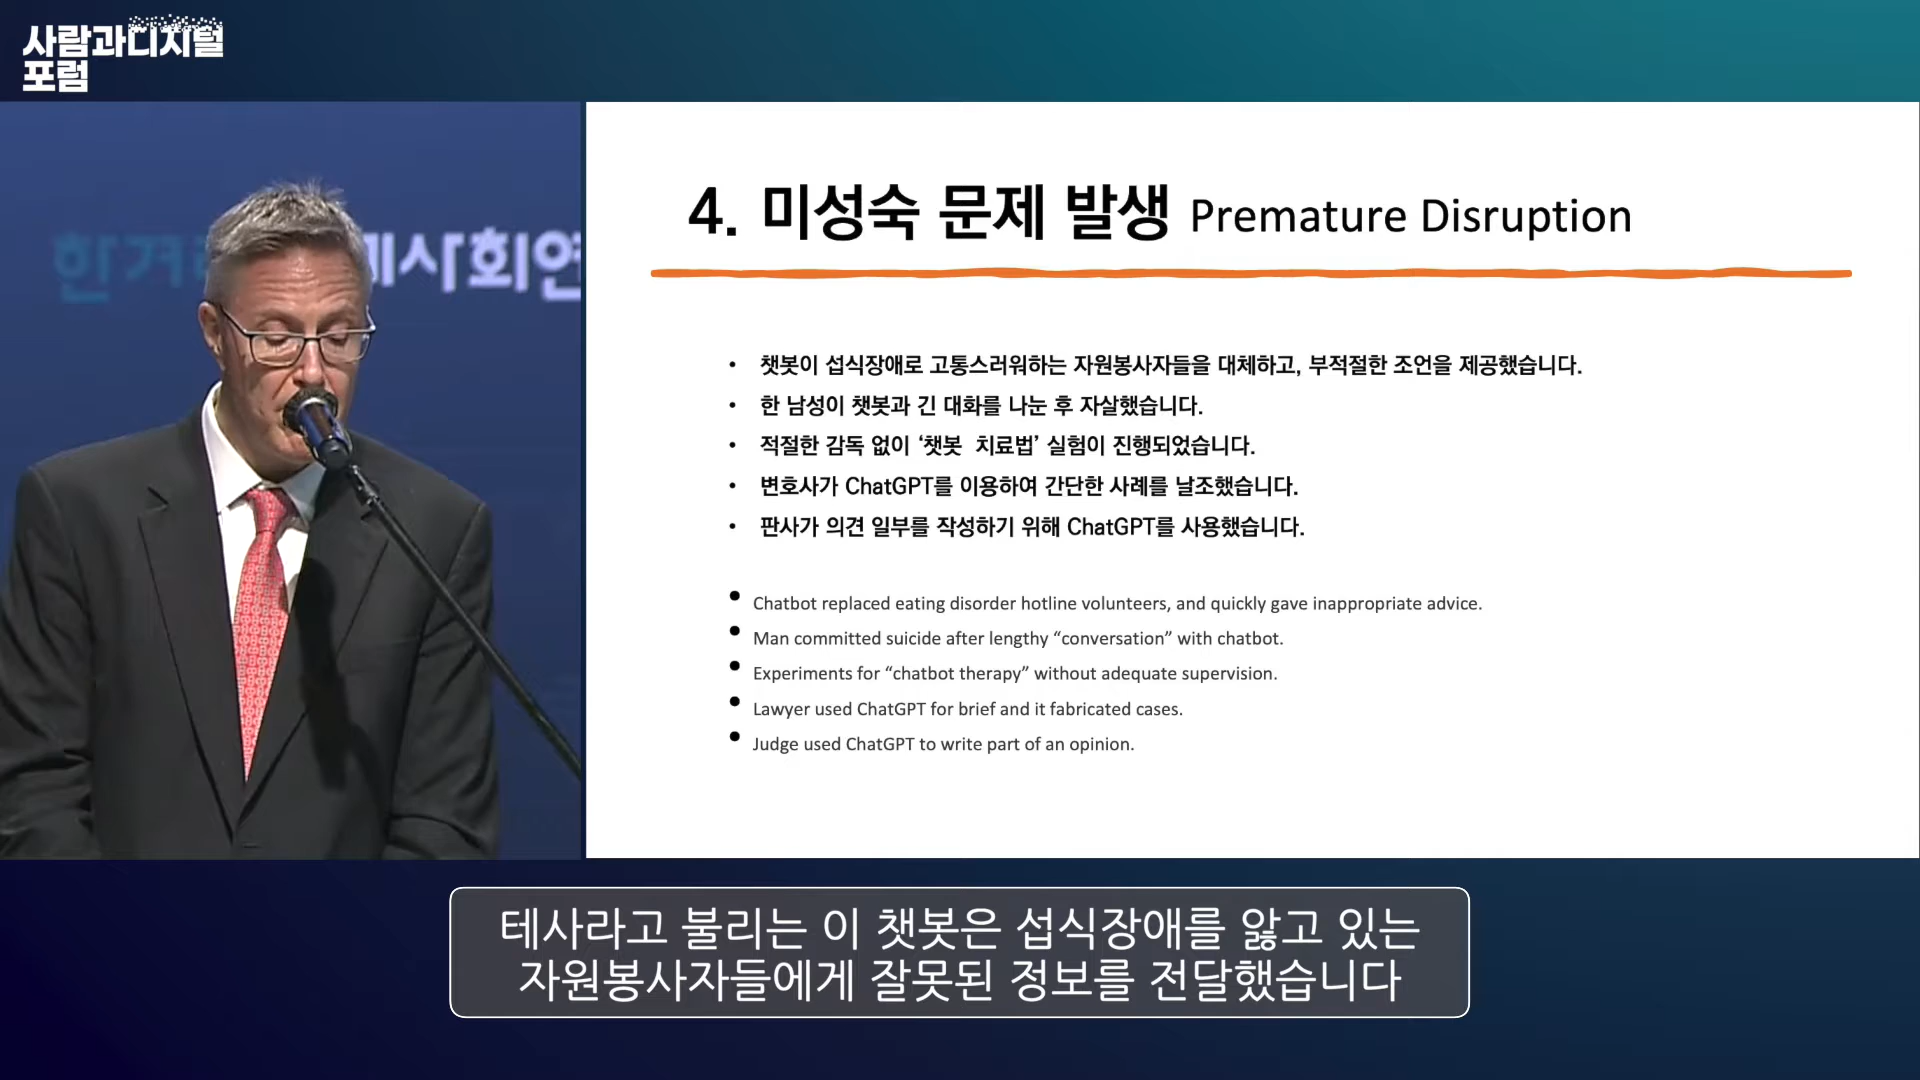 사람과디지털
포럼
한겨레
제사회연
4. 미성숙 문제 발생 Premature Disruption
• 챗봇이 섭식장애로 고통스러워하는 자원봉사자들을 대체하고, 부적절한 조언을 제공했습니다.
• 한 남성이 챗봇과 긴 대화를 나눈 후 자살했습니다.
• 적절한 감독 없이 ‘챗봇 치료법’ 실험이 진행되었습니다.
• 변호사가 ChatGPT를 이용하여 간단한 사례를 날조했습니다.
• 판사가 의견 일부를 작성하기 위해 ChatGPT를 사용했습니다.
• Chatbot replaced eating disorder hotline volunteers, and quickly gave inappropriate advice.
• Man committed suicide after lengthy “conversation” with chatbot.
• Experiments for “chatbot therapy” without adequate supervision.
• Lawyer used ChatGPT for brief and it fabricated cases.
• Judge used ChatGPT to write part of an opinion.
테사라고 불리는 이 챗봇은 섭식장애를 앓고 있는
자원봉사자들에게 잘못된 정보를 전달했습니다